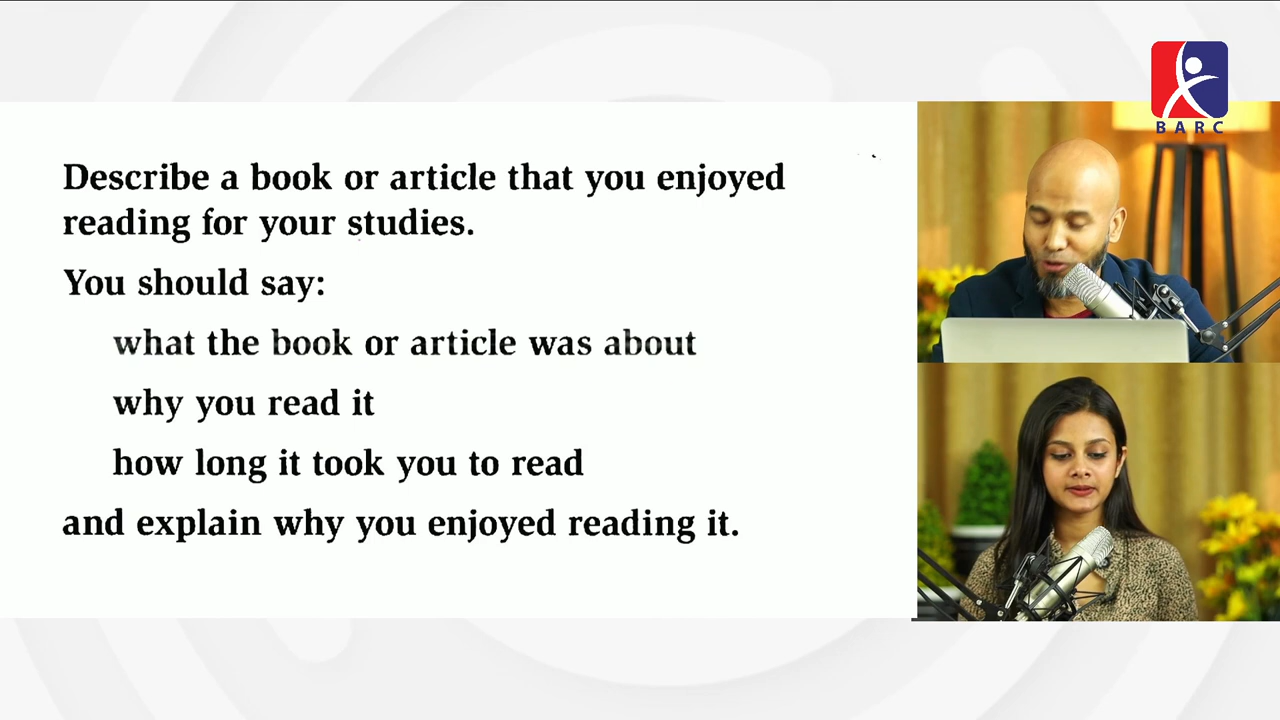 BARC
Describe a book or article that you enjoyed
reading for your studies.
You should say:
what the book or article was about
why you read it
how long it took you to read
and explain why you enjoyed reading it.